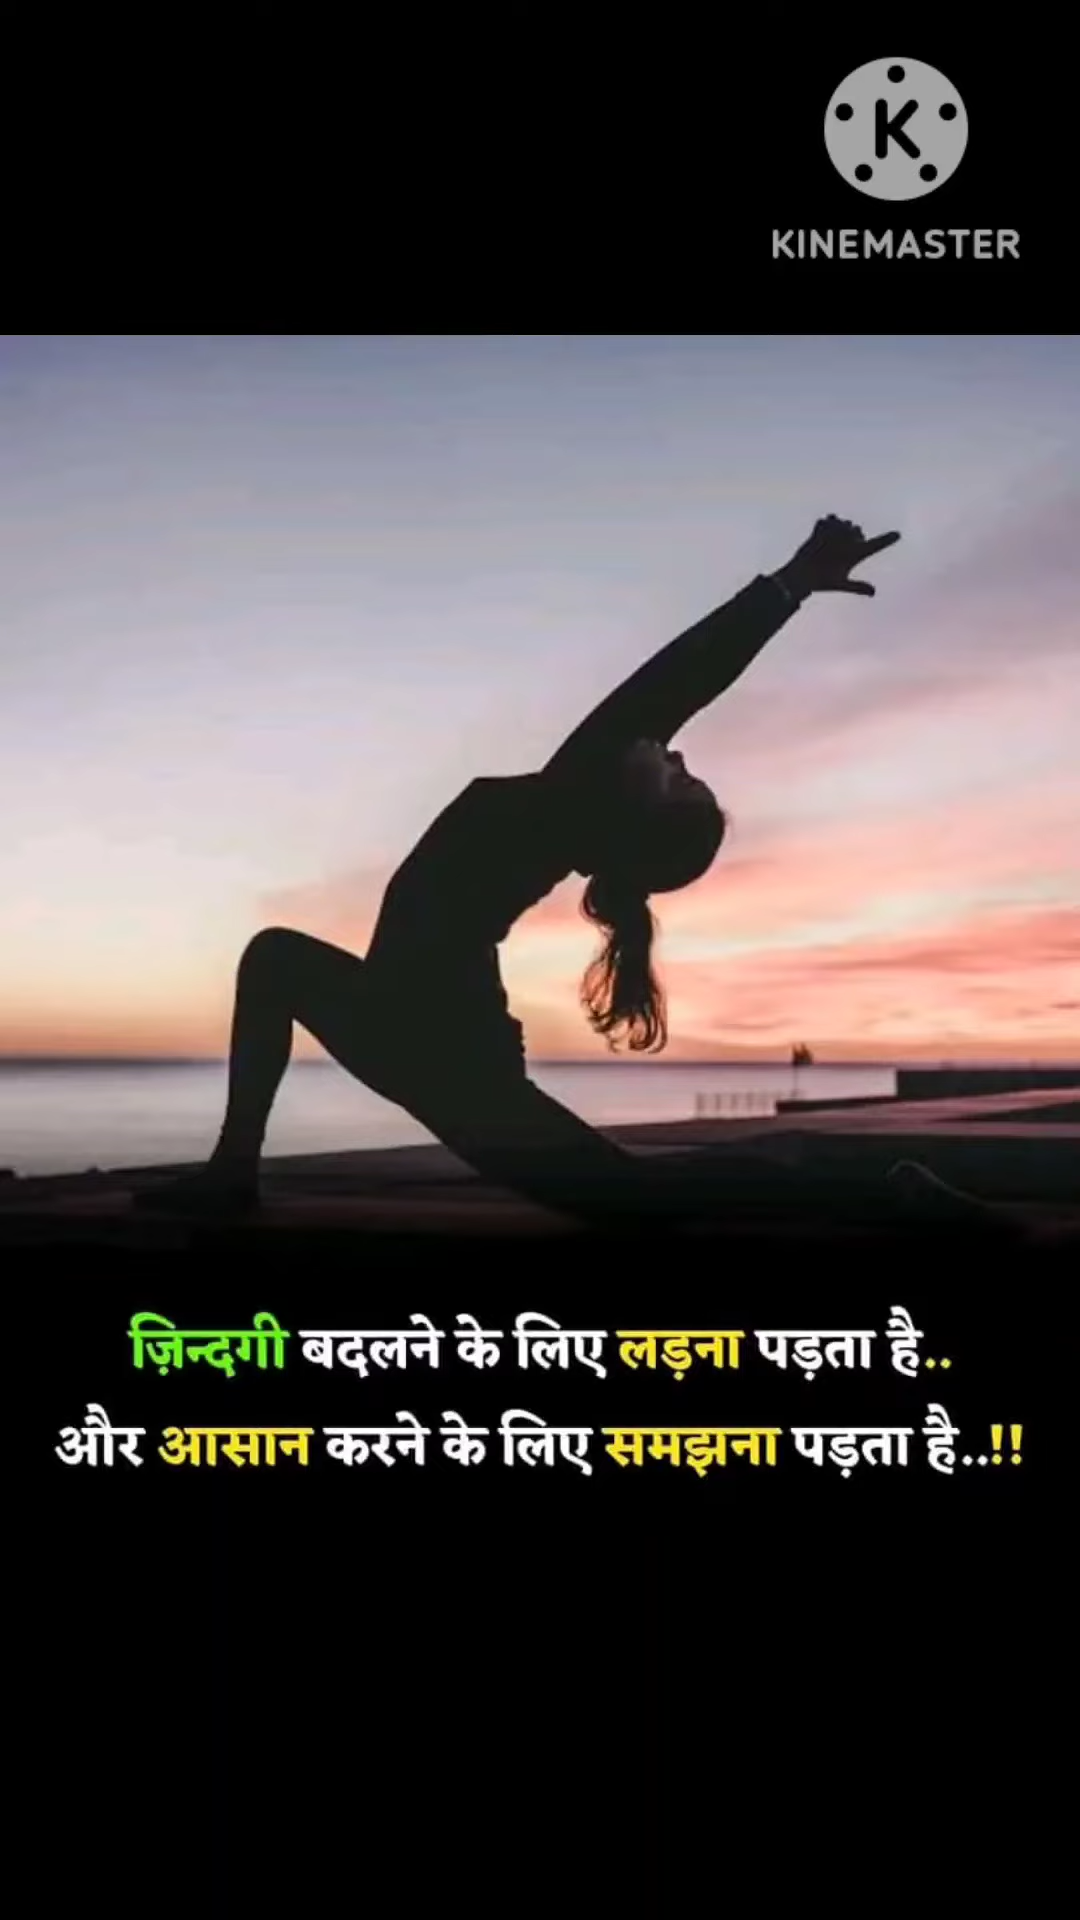 K
KINEMASTER
ज़िन्दगी बदलने के लिए लड़ना पड़ता है..
और आसान करने के लिए समझना पड़ता है..!!